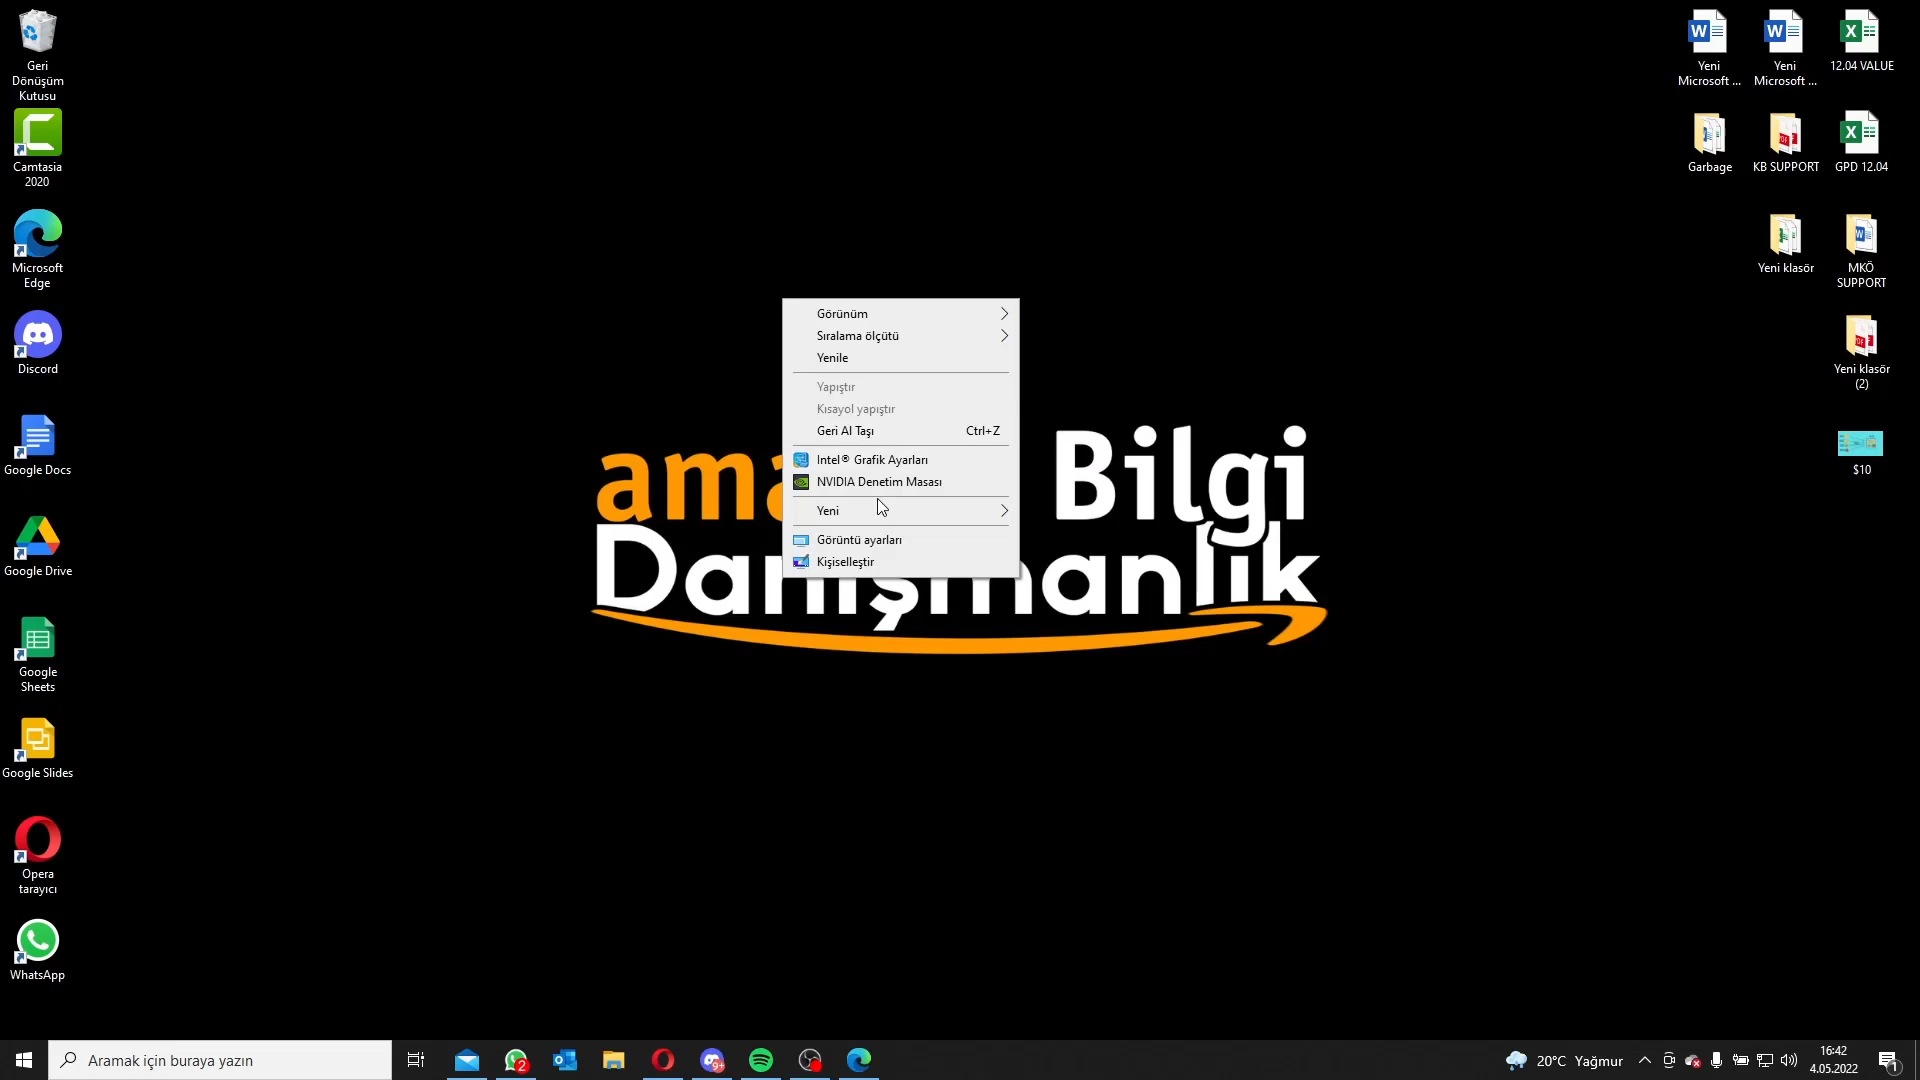 Geri
Dönüşüm
Kutusu
Camtasia
2020
Microsoft
Edge
Discord
Google Docs
Google Drive
Google
Sheets
Google Slides
Opera
tarayıcı
WhatsApp
Görünüm
Sıralama ölçütü
Yenile
Yapıştır
Kısayol yapıştır
Geri Al Taşı Ctrl+Z
Intel® Grafik Ayarları
NVIDIA Denetim Masası
Yeni
Görüntü ayarları
Kişiselleştir
ama Bilgi
Danışmanlık
Yeni
Microsoft ...
Yeni
Microsoft ...
12.04 VALUE
Garbage
KB SUPPORT
GPD 12.04
Yeni klasör
MKÖ
SUPPORT
Yeni klasör
(2)
$10
Aramak için buraya yazın
2
9+
20°C Yağmur
16:42
4.05.2022
1